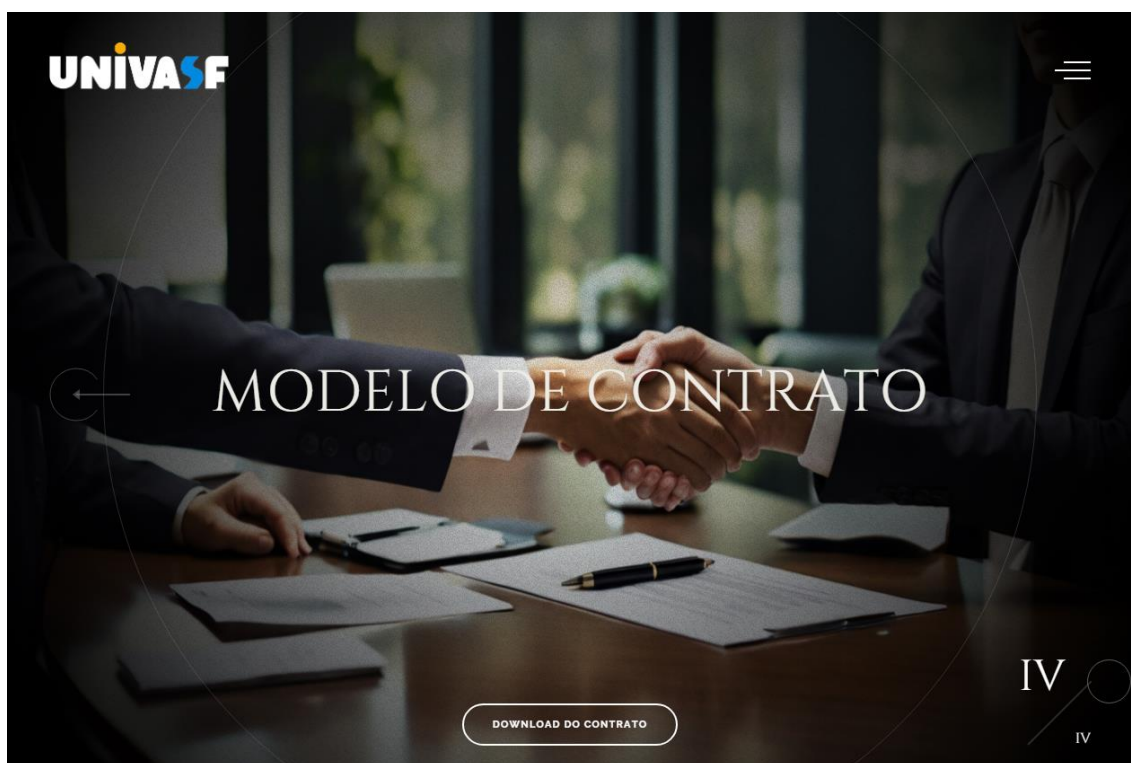 UNIVASF
MODELO DE CONTRATO
IV
DOWNLOAD DO CONTRATO
IV